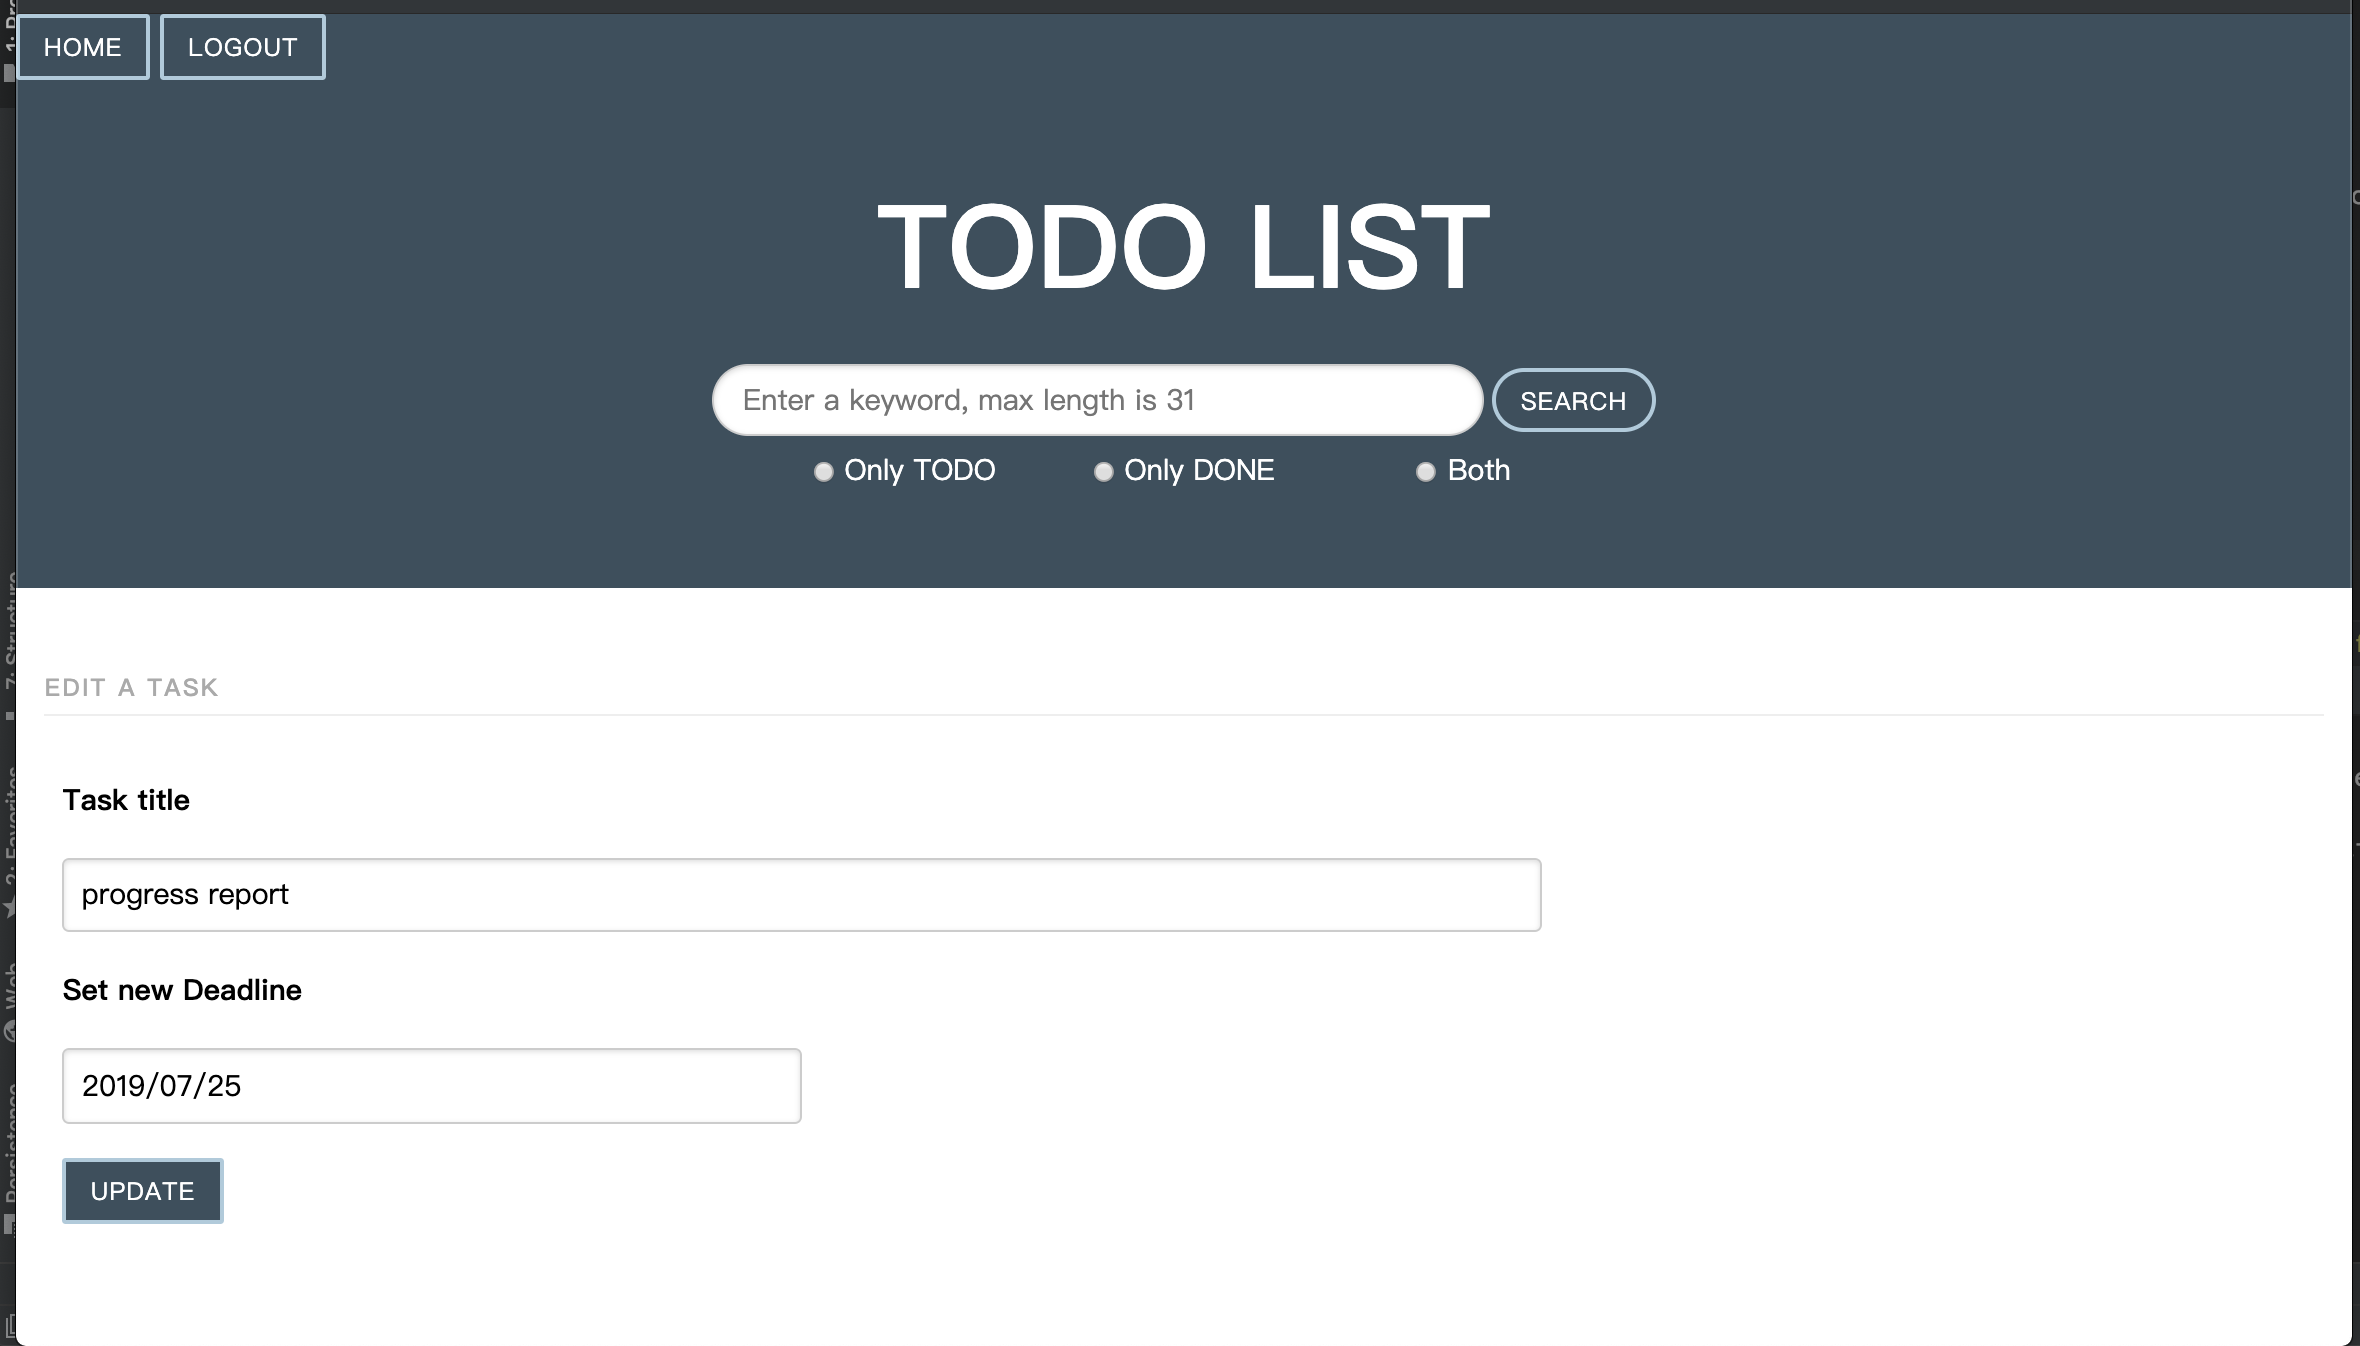 HOME LOGOUT
TODO LIST
Enter a keyword, max length is 31 SEARCH
Only TODO Only DONE Both
EDIT A TASK
Task title
progress report
Set new Deadline
2019/07/25
UPDATE